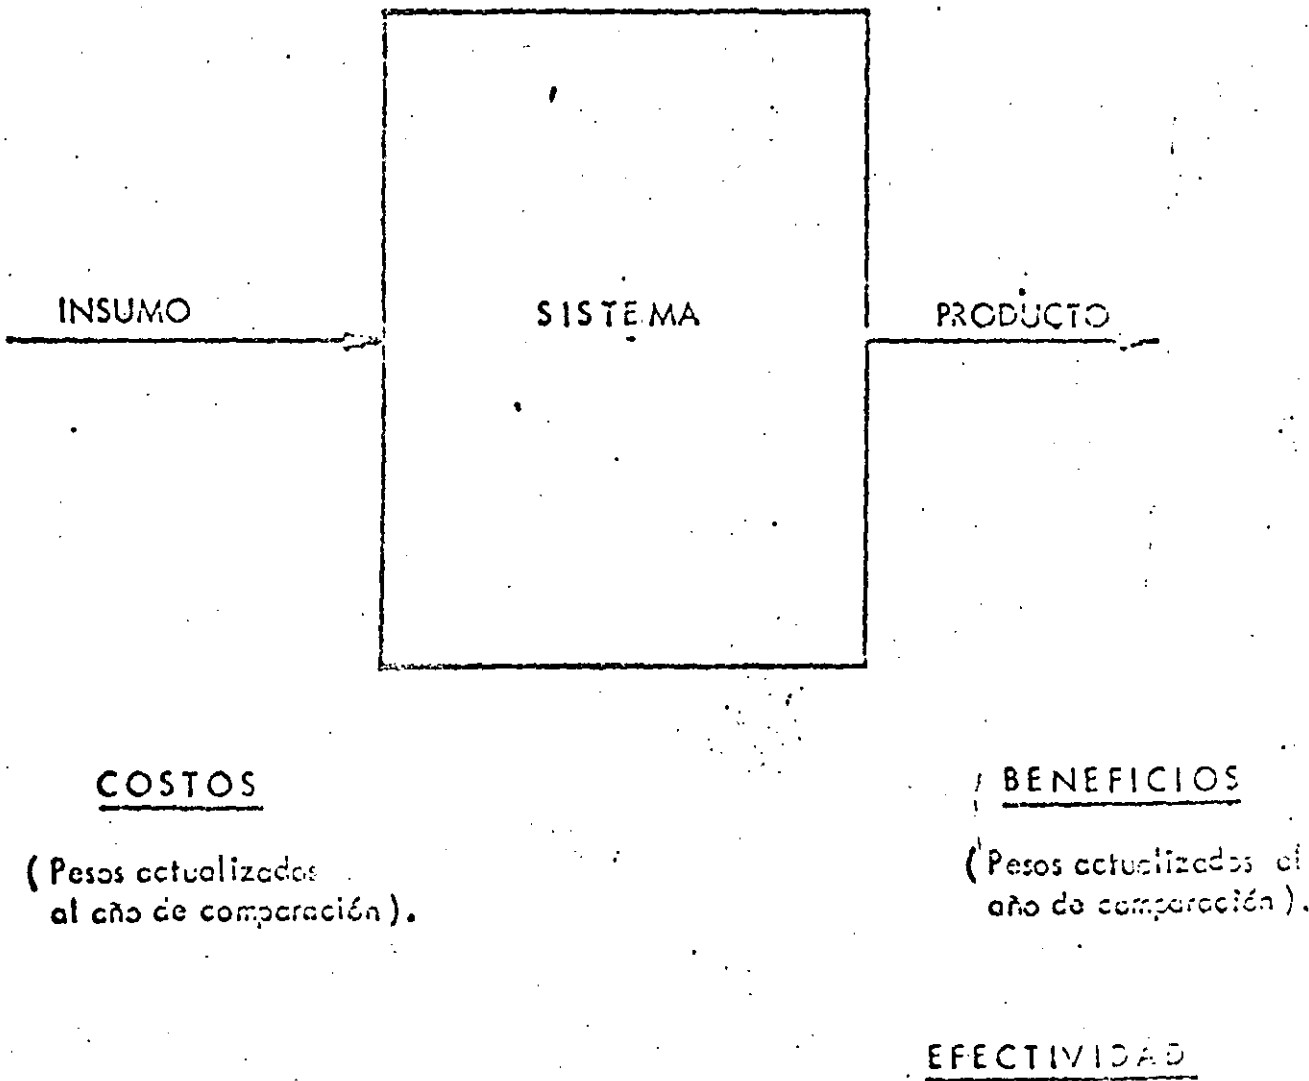 INSUMO
SISTEMA
PRODUCTO
COSTOS
(Pesos actualizados
al año de comparación).
BENEFICIOS
(Pesos actualizados al
año de comparación).
EFECTIVIDAD